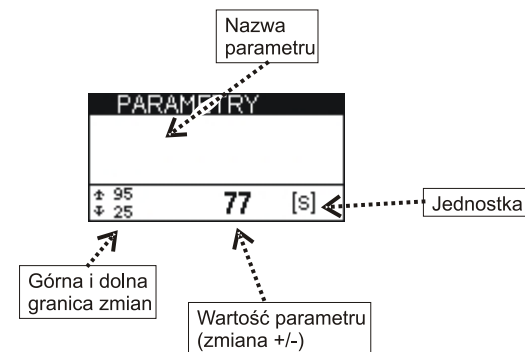 Nazwa
parametru
PARAMETRY
95
25
77
[s]
Jednostka
Górna i dolna
granica zmian
Wartość parametru
(zmiana +/-)